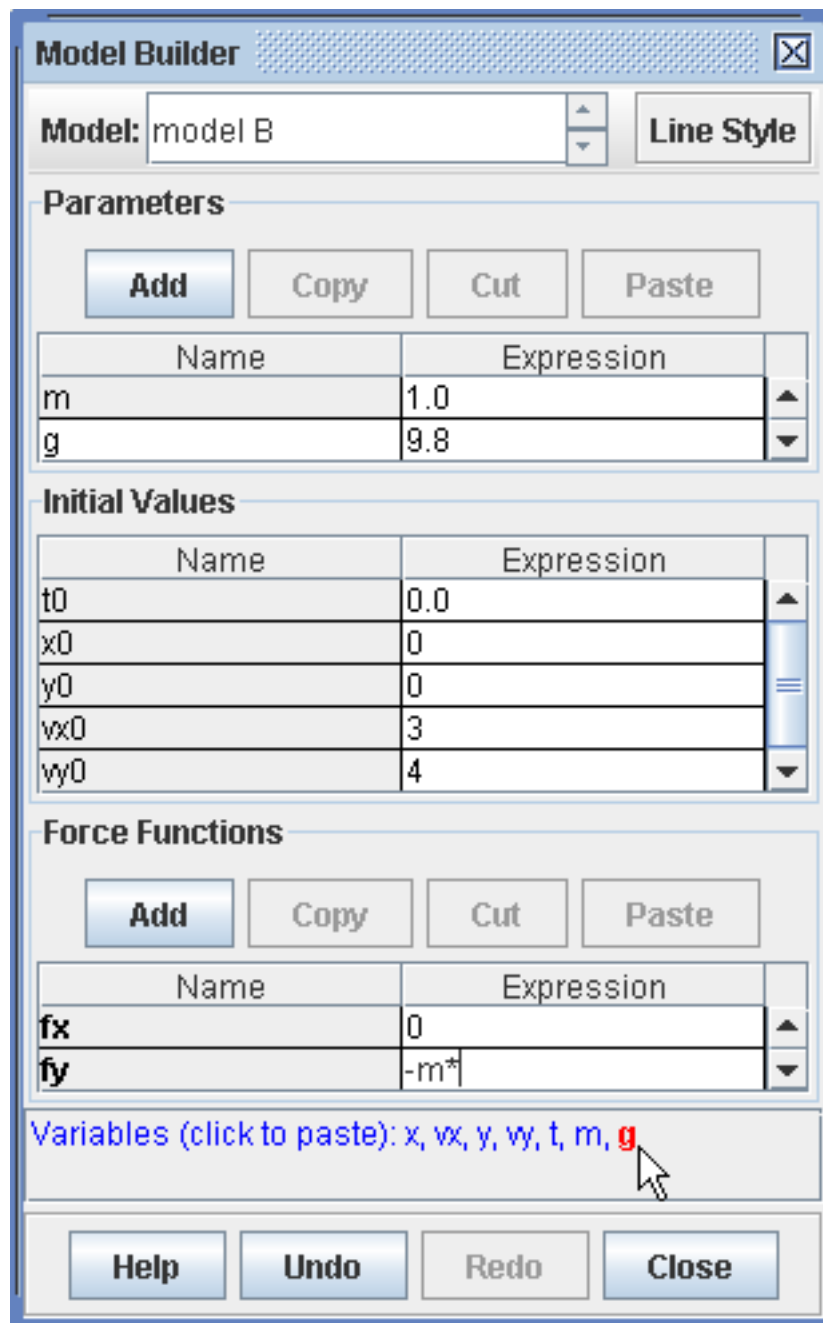 Model Builder
Model: model B Line Style
Parameters
Add Copy Cut Paste
Name Expression
m 1.0
g 9.8
Initial Values
Name Expression
t0 0.0
x0 0
y0 0
vx0 3
vy0 4
Force Functions
Add Copy Cut Paste
Name Expression
fx 0
fy -m*
Variables (click to paste): x, vx, y, vy, t, m, g
Help Undo Redo Close